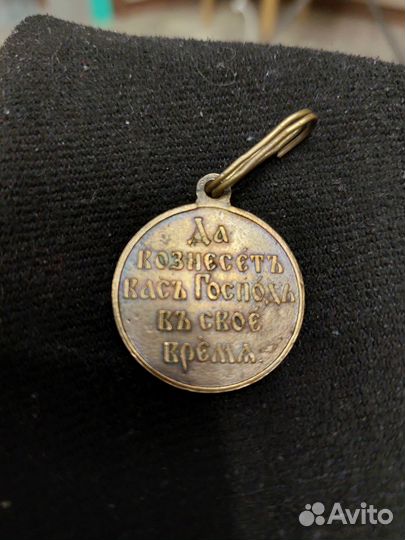 Да
вознесетъ
васъ Господь
въ свое
время
Avito